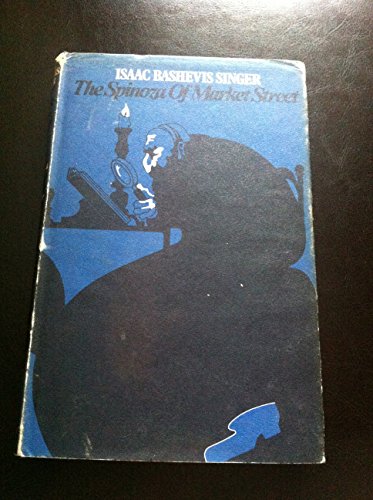 ISAAC BASHEVIS SINGER
The Spinoza Of Market Street